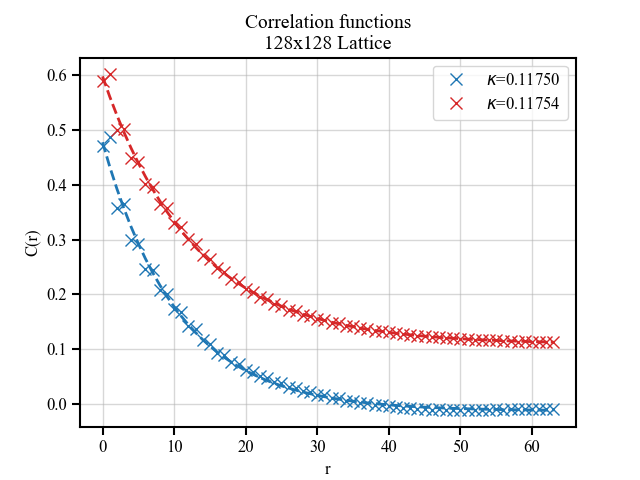 Correlation functions
128x128 Lattice
κ=0.11750
κ=0.11754
C(r)
0.6
0.5
0.4
0.3
0.2
0.1
0.0
0 10 20 30 40 50 60
r